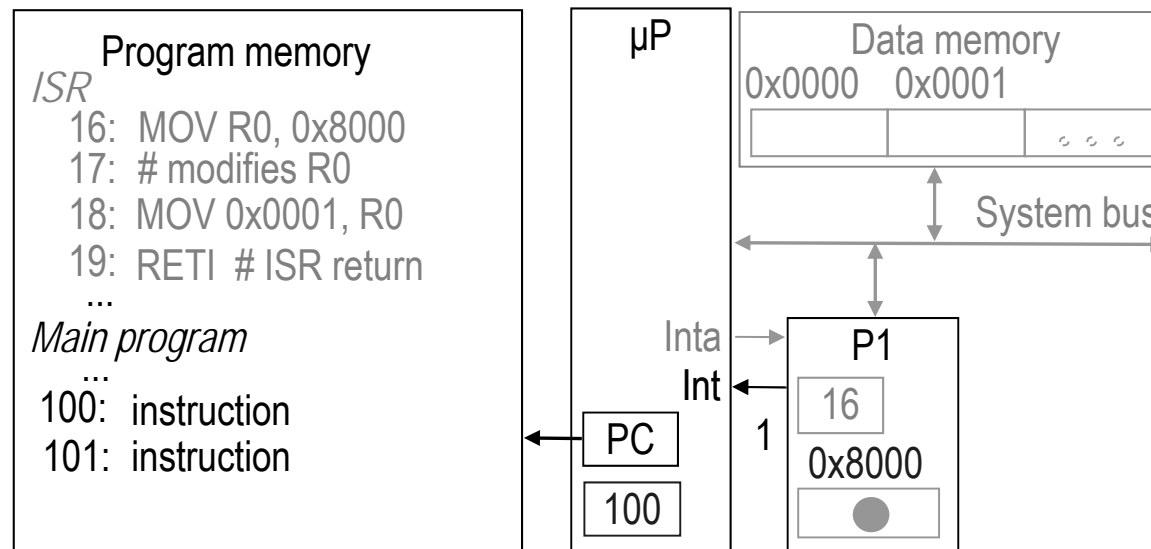 Program memory
ISR
16: MOV R0, 0x8000
17: # modifies R0
18: MOV 0x0001, R0
19: RETI # ISR return
...
Main program
...
100: instruction
101: instruction
µP
Inta
Int
PC
100
Data memory
0x0000 0x0001
...
System bus
1
P1
16
0x8000